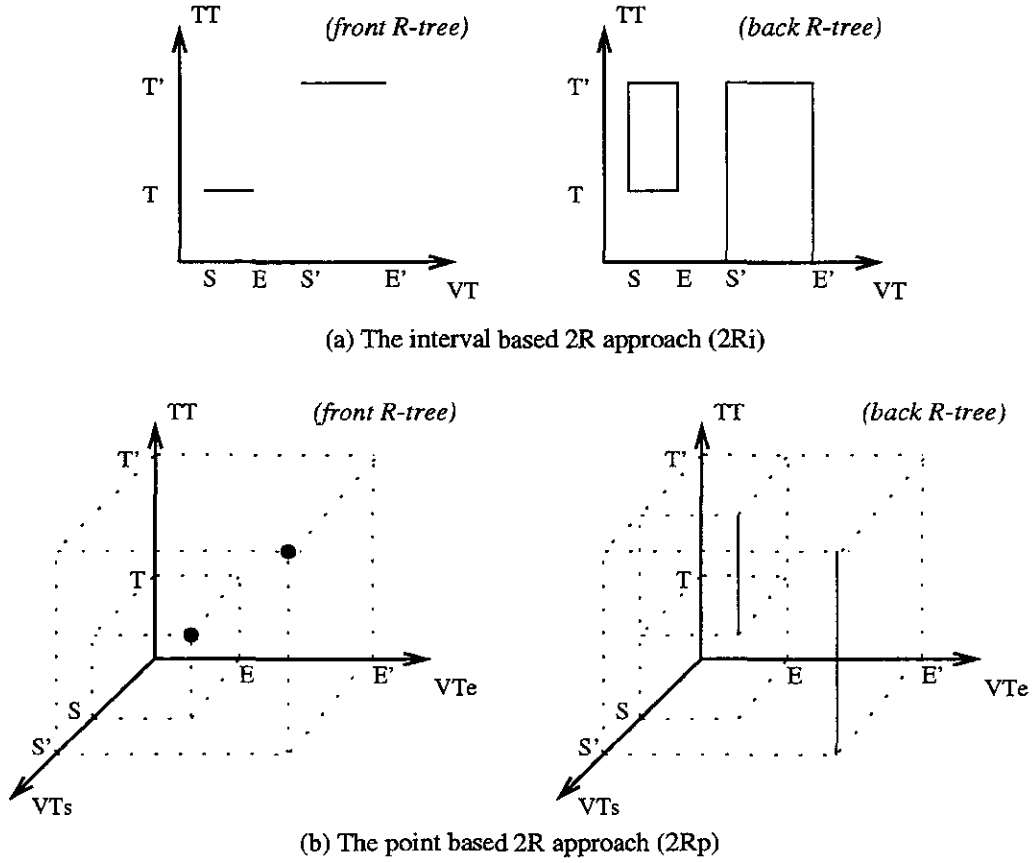 TT (front R-tree) TT (back R-tree)
T' T'
T T
S E S' E' VT S E S' E' VT
(a) The interval based 2R approach (2Ri)
TT (front R-tree) TT (back R-tree)
T' T'
T T
E E' VTe E E' VTe
S S
S' S'
VTs VTs
(b) The point based 2R approach (2Rp)